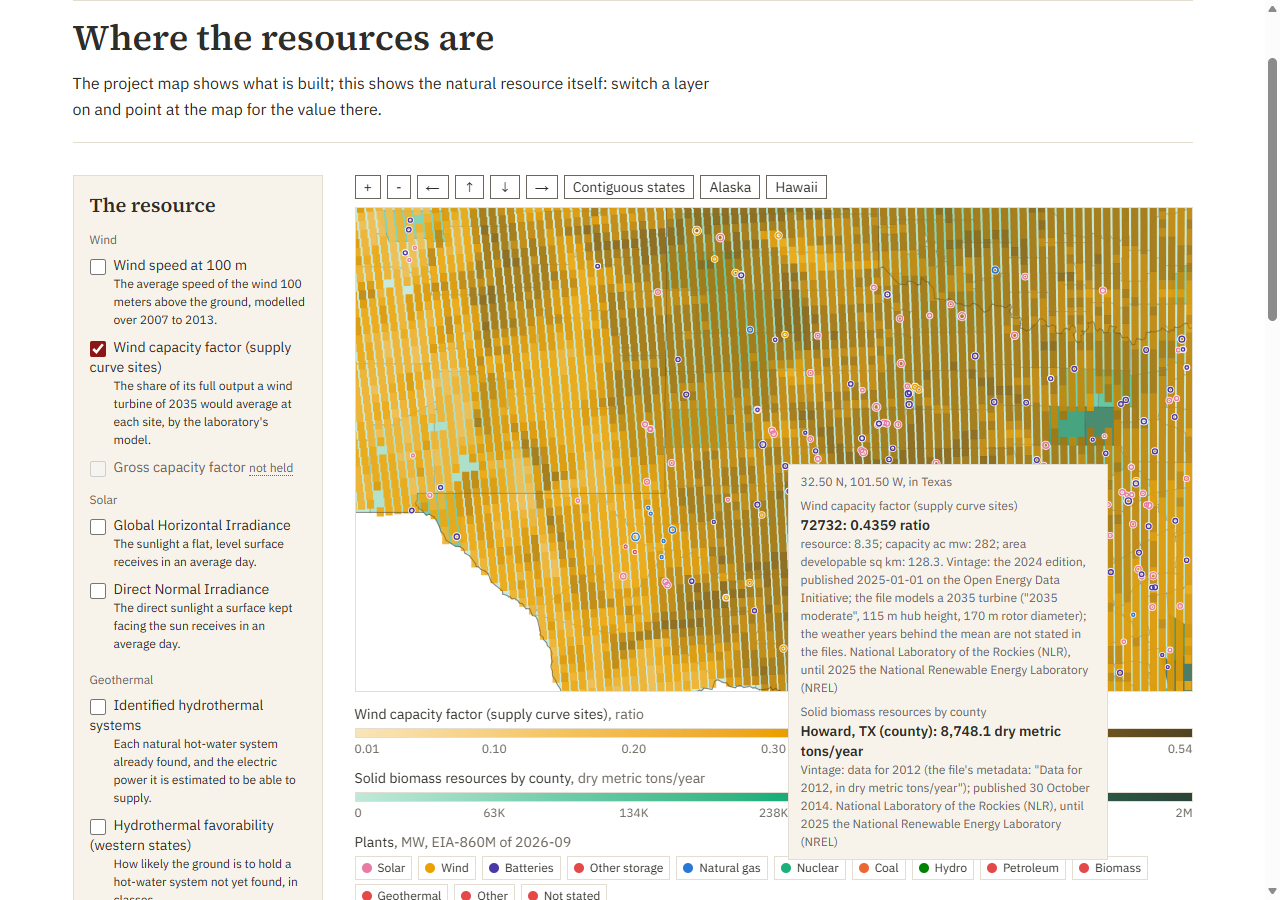 Where the resources are
The project map shows what is built; this shows the natural resource itself: switch a layer
on and point at the map for the value there.
The resource
Wind
Wind speed at 100 m
The average speed of the wind 100
meters above the ground, modelled
over 2007 to 2013.
Wind capacity factor (supply
curve sites)
The share of its full output a wind
turbine of 2035 would average at
each site, by the laboratory's
model.
Gross capacity factor not held
Solar
Global Horizontal Irradiance
The sunlight a flat, level surface
receives in an average day.
Direct Normal Irradiance
The direct sunlight a surface kept
facing the sun receives in an
average day.
Geothermal
Identified hydrothermal
systems
Each natural hot-water system
already found, and the electric
power it is estimated to be able to
supply.
Hydrothermal favorability
(western states)
How likely the ground is to hold a
hot-water system not yet found, in
classes.
+ - ← ↑ ↓ → Contiguous states Alaska Hawaii
32.50 N, 101.50 W, in Texas
Wind capacity factor (supply curve sites)
72732: 0.4359 ratio
resource: 8.35; capacity ac mw: 282; area
developable sq km: 128.3. Vintage: the 2024 edition,
published 2025-01-01 on the Open Energy Data
Initiative; the file models a 2035 turbine ("2035
moderate", 115 m hub height, 170 m rotor diameter);
the weather years behind the mean are not stated in
the files. National Laboratory of the Rockies (NLR),
until 2025 the National Renewable Energy Laboratory
(NREL)
Solid biomass resources by county
Howard, TX (county): 8,748.1 dry metric
tons/year
Vintage: data for 2012 (the file's metadata: "Data for
2012, in dry metric tons/year"); published 30 October
2014. National Laboratory of the Rockies (NLR), until
2025 the National Renewable Energy Laboratory
(NREL)
Wind capacity factor (supply curve sites), ratio
0.01 0.10 0.20 0.30 0.54
Solid biomass resources by county, dry metric tons/year
0 63K 134K 238K 2M
Plants, MW, EIA-860M of 2026-09
Solar Wind Batteries Other storage Natural gas Nuclear Coal Hydro Petroleum Biomass
Geothermal Other Not stated